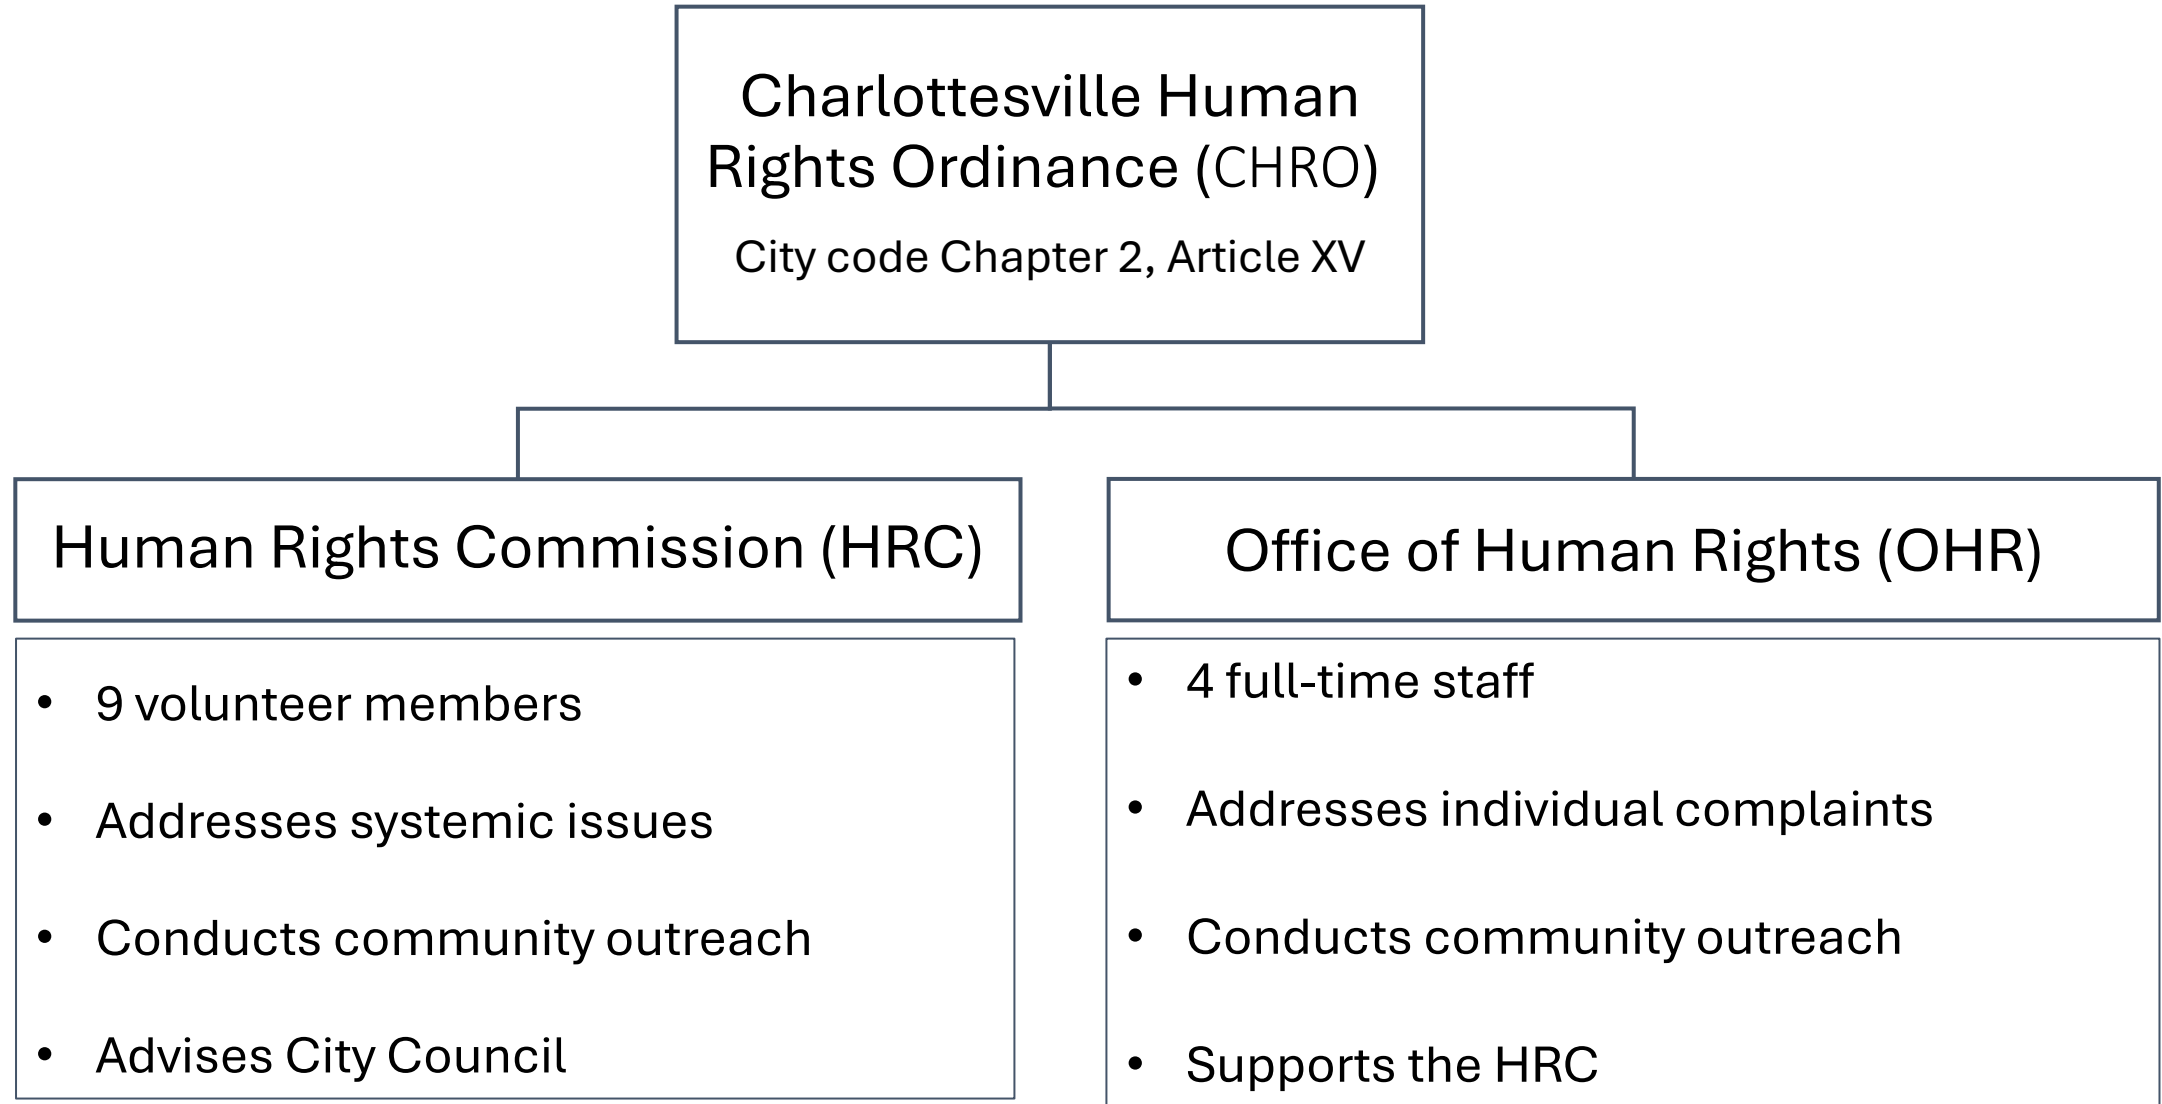 Charlottesville Human
Rights Ordinance (CHRO)
City code Chapter 2, Article XV
Human Rights Commission (HRC)
• 9 volunteer members
• Addresses systemic issues
• Conducts community outreach
• Advises City Council
Office of Human Rights (OHR)
• 4 full-time staff
• Addresses individual complaints
• Conducts community outreach
• Supports the HRC